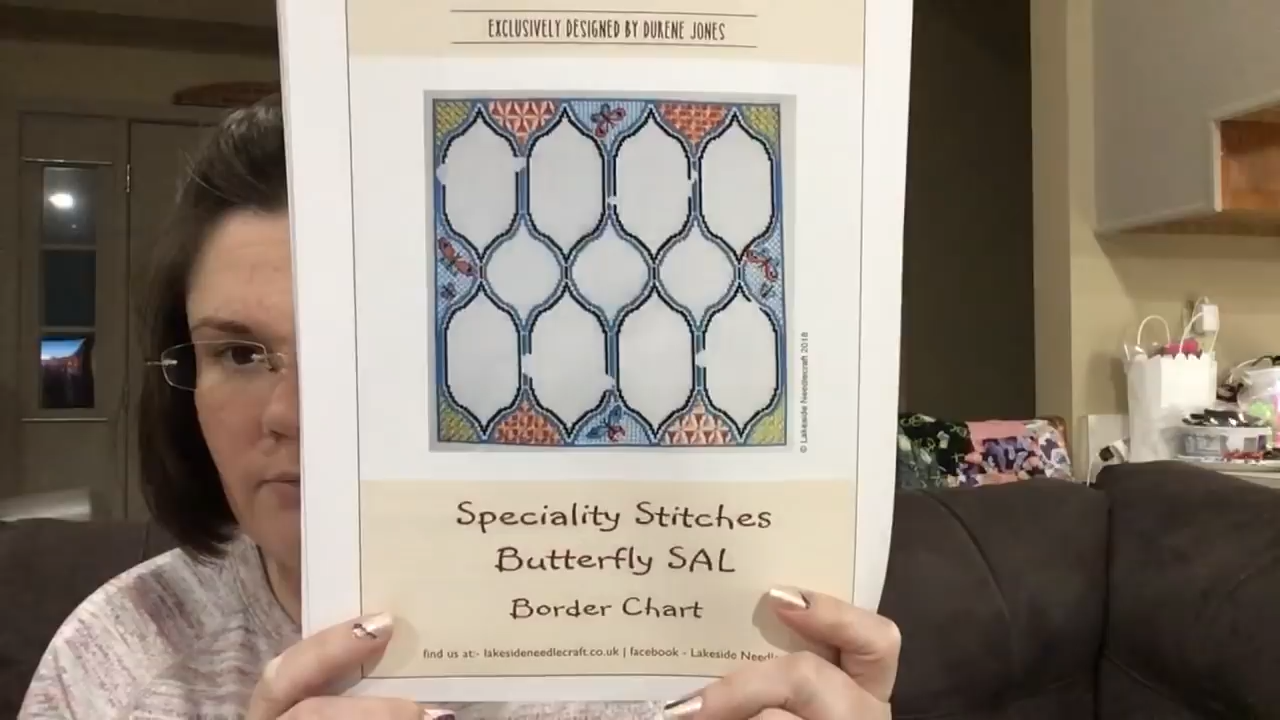 EXCLUSIVELY DESIGNED BY DURENE JONES
© Lakeside Needlecraft 2018
Speciality Stitches
Butterfly SAL
Border Chart
find us at:- lakesideneedlecraft.co.uk | facebook - Lakeside Needl